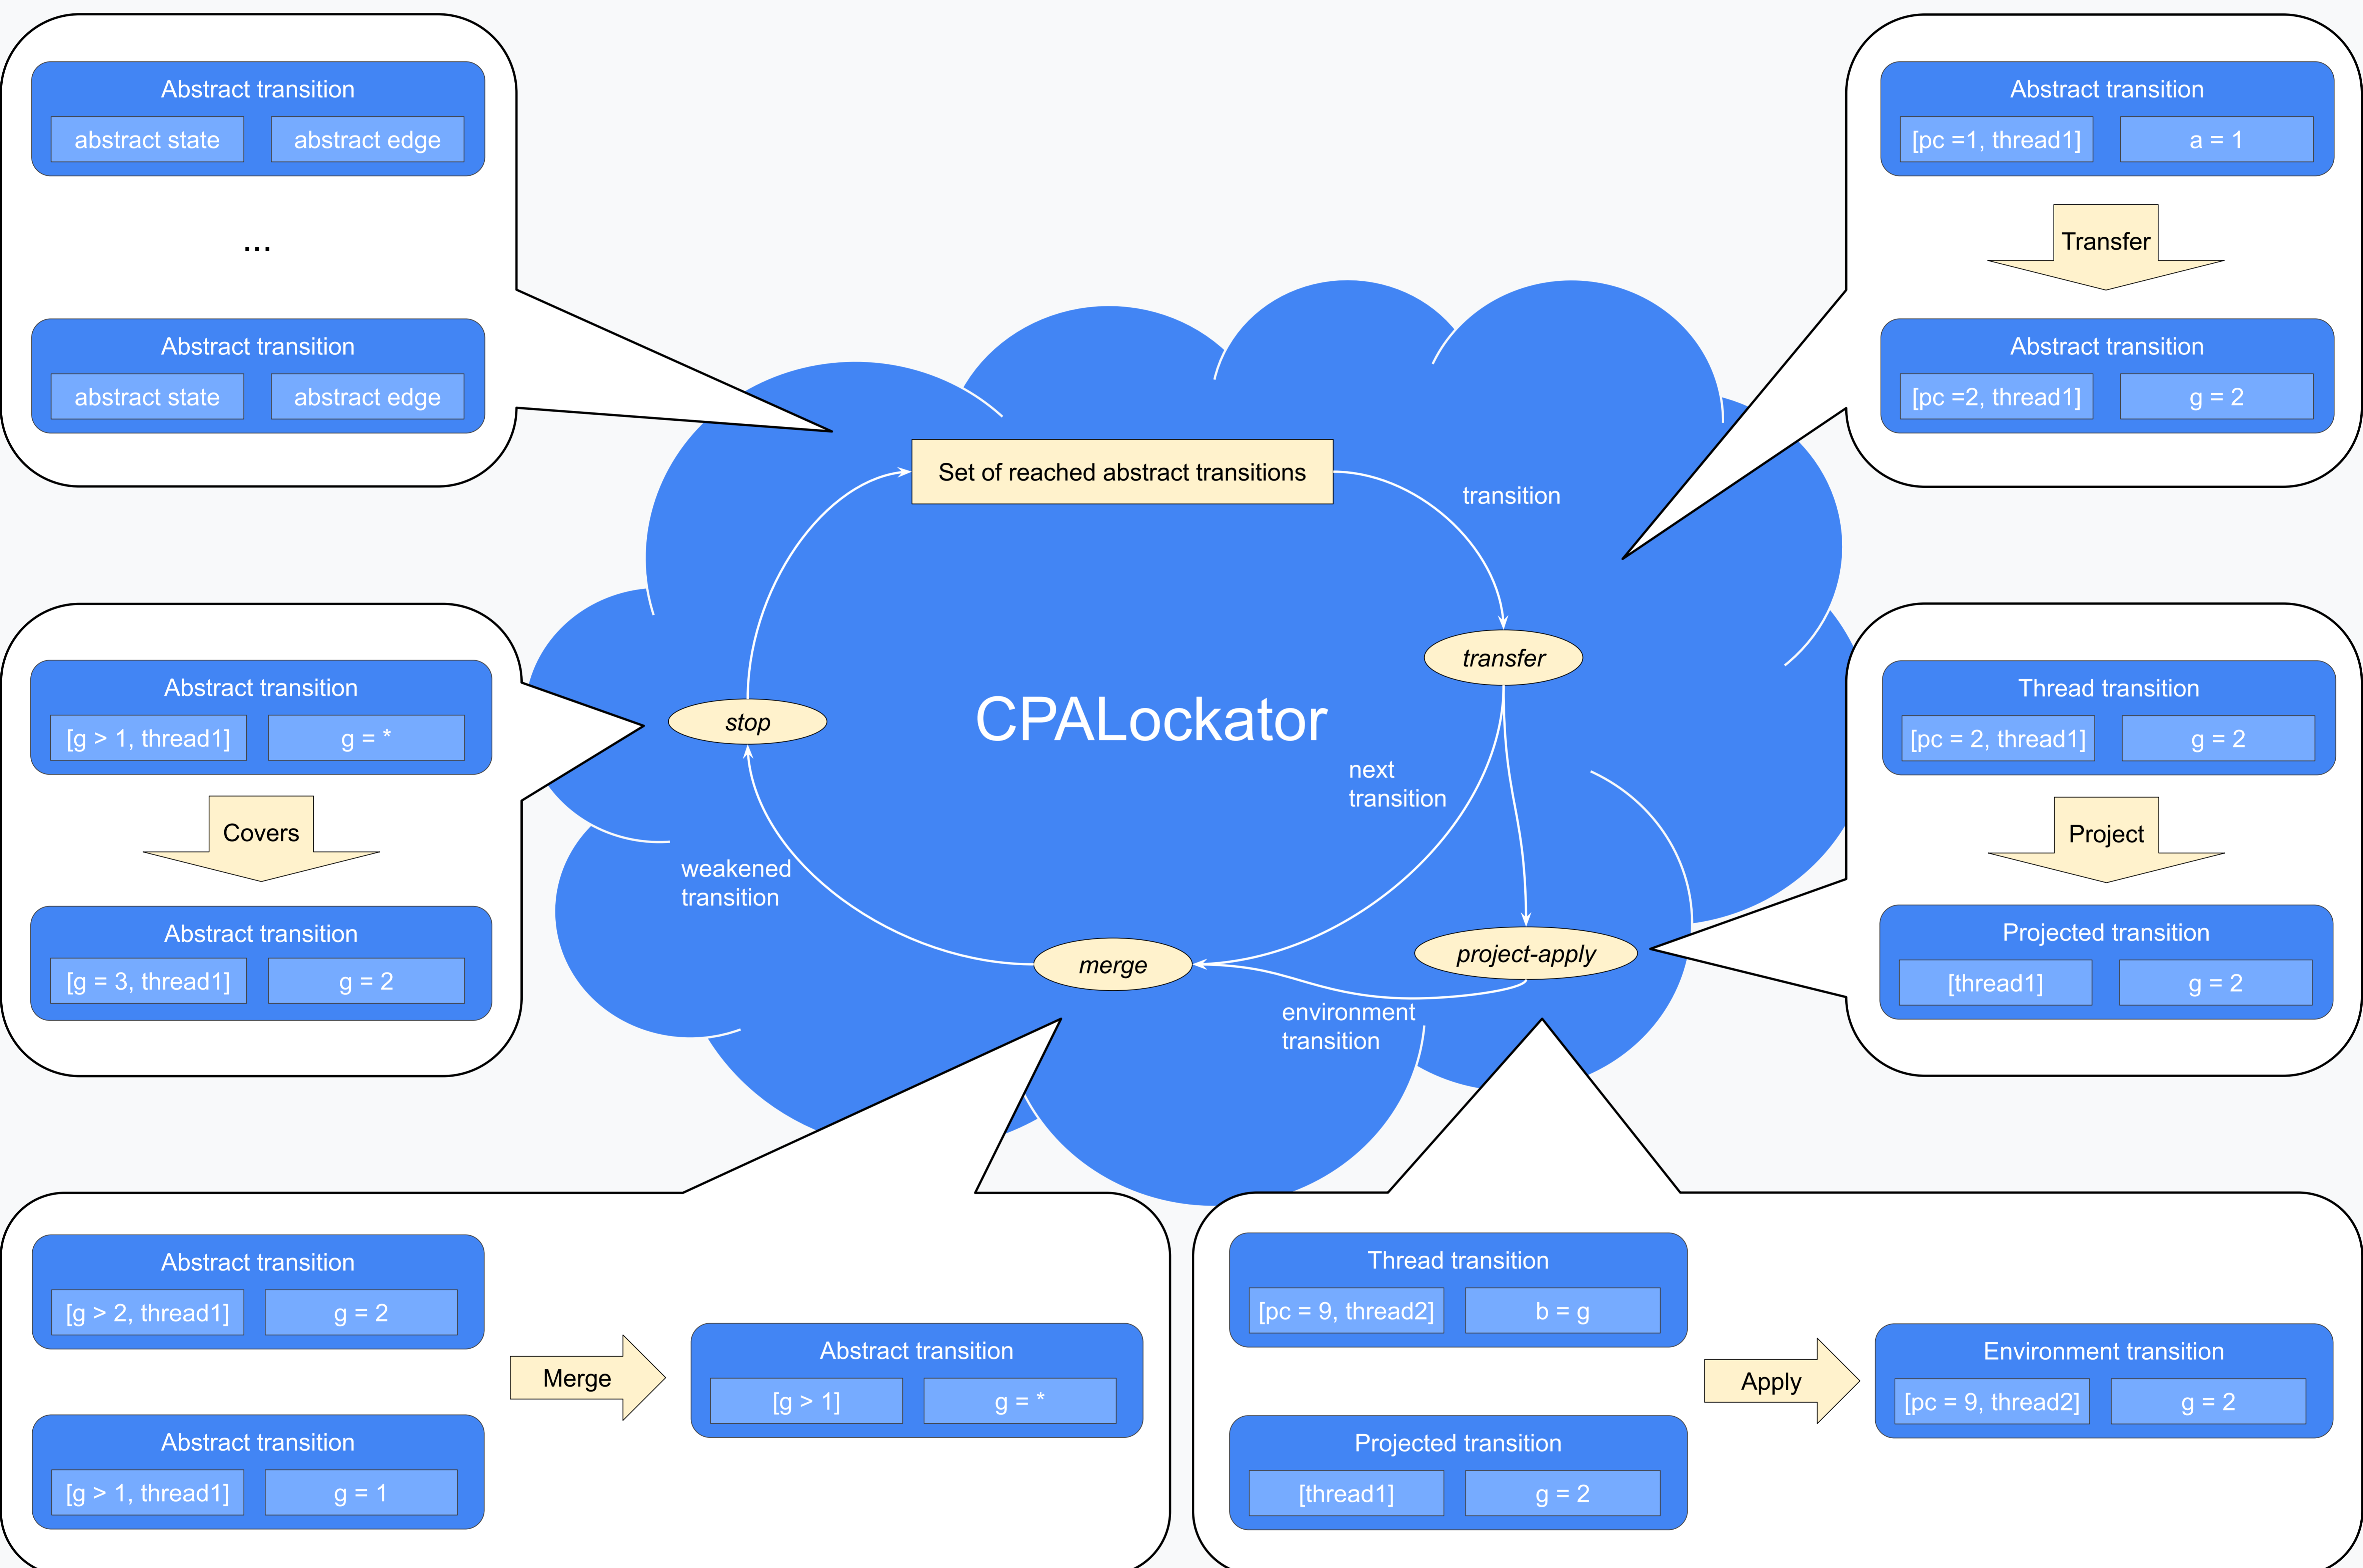 Abstract transition
abstract state
abstract edge
...
Abstract transition
abstract state
abstract edge
Abstract transition
[pc =1, thread1]
a = 1
Transfer
Abstract transition
[pc =2, thread1]
g = 2
Set of reached abstract transitions
transition
transfer
CPALockator
stop
next
transition
weakened
transition
merge
project-apply
environment
transition
Abstract transition
[g > 1, thread1]
g = *
Covers
Abstract transition
[g = 3, thread1]
g = 2
Thread transition
[pc = 2, thread1]
g = 2
Project
Projected transition
[thread1]
g = 2
Abstract transition
[g > 2, thread1]
g = 2
Abstract transition
[g > 1, thread1]
g = 1
Merge
Abstract transition
[g > 1]
g = *
Thread transition
[pc = 9, thread2]
b = g
Projected transition
[thread1]
g = 2
Apply
Environment transition
[pc = 9, thread2]
g = 2